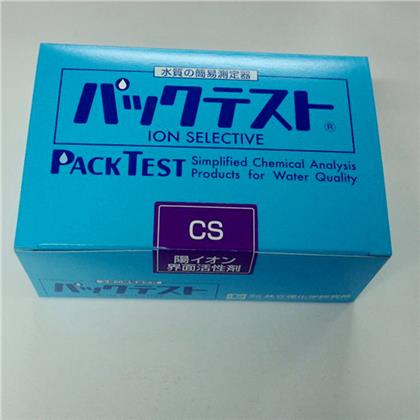 水質の簡易測定器
パックテスト®
ION SELECTIVE
PACKTEST Simplified Chemical Analysis
Products for Water Quality
CS
陽イオン
界面活性剤
パックテスト